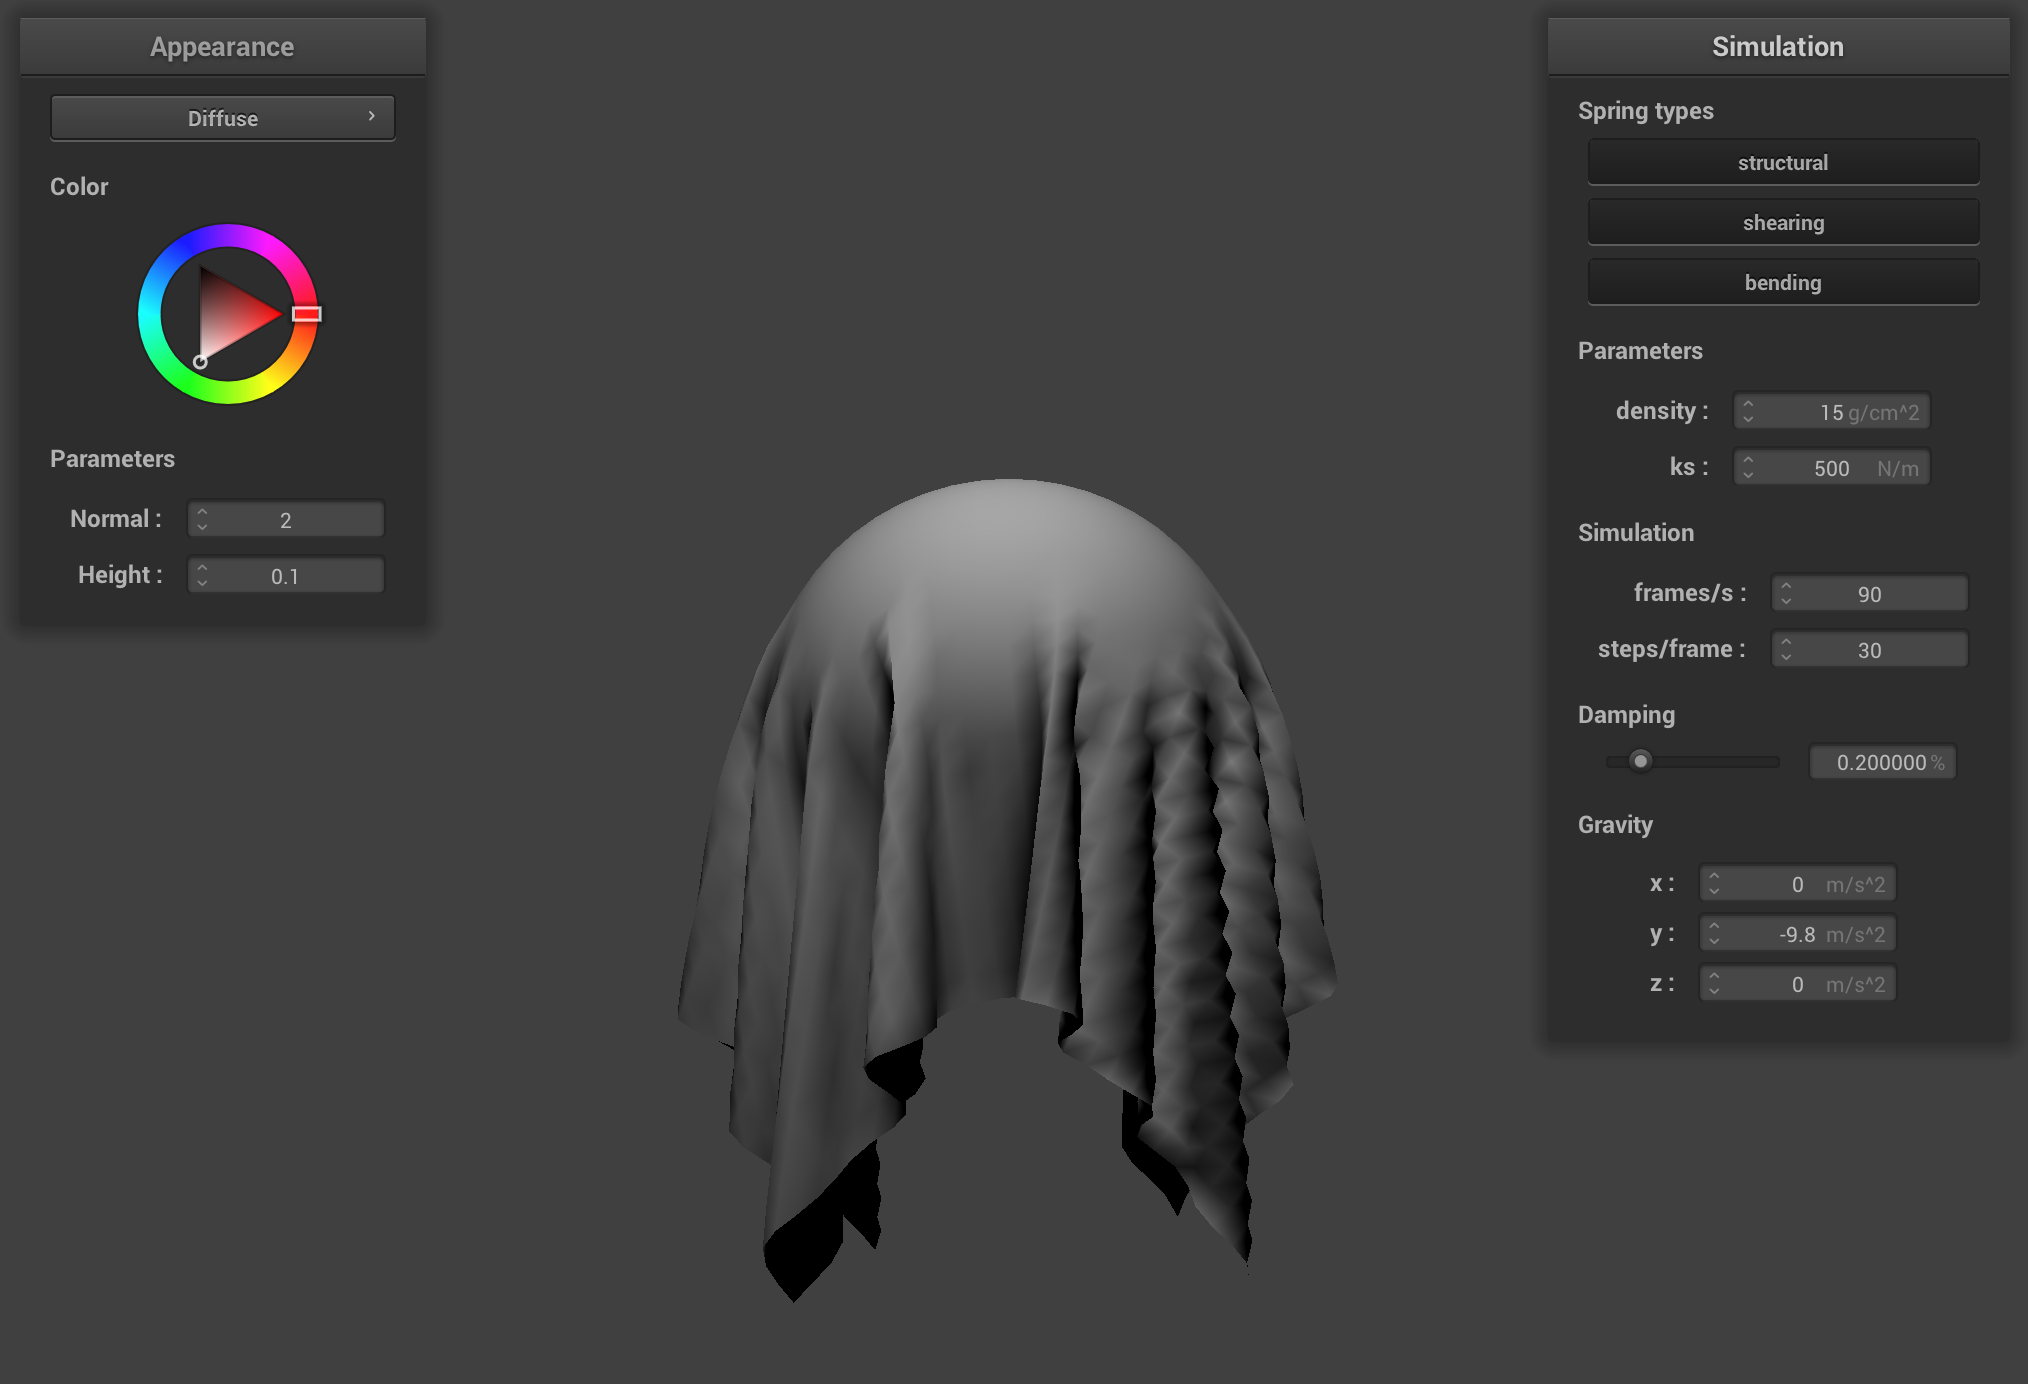 Appearance
Diffuse
Color
Parameters
Normal : 2
Height : 0.1
Simulation
Spring types
structural
shearing
bending
Parameters
density : 15 g/cm^2
ks : 500 N/m
Simulation
frames/s : 90
steps/frame : 30
Damping
0.200000 %
Gravity
x : 0 m/s^2
y : -9.8 m/s^2
z : 0 m/s^2